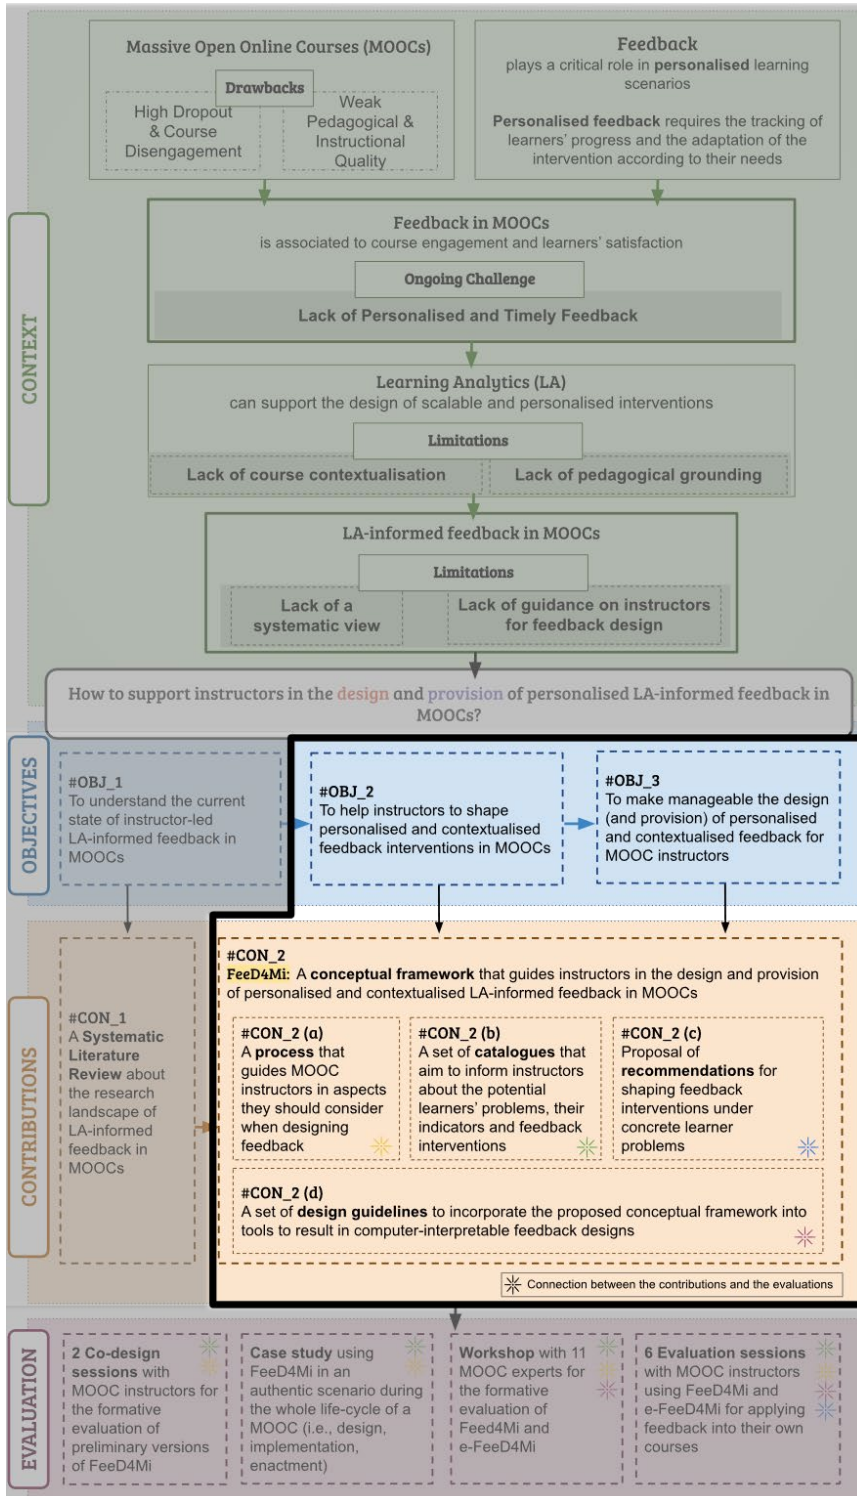 Massive Open Online Courses (MOOCs)
Drawbacks
High Dropout
& Course
Disengagement
Weak
Pedagogical &
Instructional
Quality
Feedback
plays a critical role in personalised learning
scenarios
Personalised feedback requires the tracking of
learners' progress and the adaptation of the
intervention according to their needs
CONTEXT
Feedback in MOOCs
is associated to course engagement and learners' satisfaction
Ongoing Challenge
Lack of Personalised and Timely Feedback
Learning Analytics (LA)
can support the design of scalable and personalised interventions
Limitations
Lack of course contextualisation
Lack of pedagogical grounding
LA-informed feedback in MOOCs
Limitations
Lack of a
systematic view
Lack of guidance on instructors
for feedback design
How to support instructors in the design and provision of personalised LA-informed feedback in
MOOCs?
OBJECTIVES
#OBJ_1
To understand the current
state of instructor-led
LA-informed feedback in
MOOCs
#OBJ_2
To help instructors to shape
personalised and contextualised
feedback interventions in MOOCs
#OBJ_3
To make manageable the design
(and provision) of personalised
and contextualised feedback for
MOOC instructors
CONTRIBUTIONS
#CON_1
A Systematic
Literature
Review about
the research
landscape of
LA-informed
feedback in
MOOCs
#CON_2
FeeD4Mi: A conceptual framework that guides instructors in the design and provision
of personalised and contextualised LA-informed feedback in MOOCs
#CON_2 (a)
A process that
guides MOOC
instructors in aspects
they should consider
when designing
feedback
#CON_2 (b)
A set of catalogues that
aim to inform instructors
about the potential
learners' problems, their
indicators and feedback
interventions
#CON_2 (c)
Proposal of
recommendations for
shaping feedback
interventions under
concrete learner
problems
#CON_2 (d)
A set of design guidelines to incorporate the proposed conceptual framework into
tools to result in computer-interpretable feedback designs
Connection between the contributions and the evaluations
EVALUATION
2 Co-design
sessions with
MOOC instructors for
the formative
evaluation of
preliminary versions
of FeeD4Mi
Case study using
FeeD4Mi in an
authentic scenario during
the whole life-cycle of a
MOOC (i.e., design,
implementation,
enactment)
Workshop with 11
MOOC experts for
the formative
evaluation of
Feed4Mi and
e-FeeD4Mi
6 Evaluation sessions
with MOOC instructors
using FeeD4Mi and
e-FeeD4Mi for applying
feedback into their own
courses